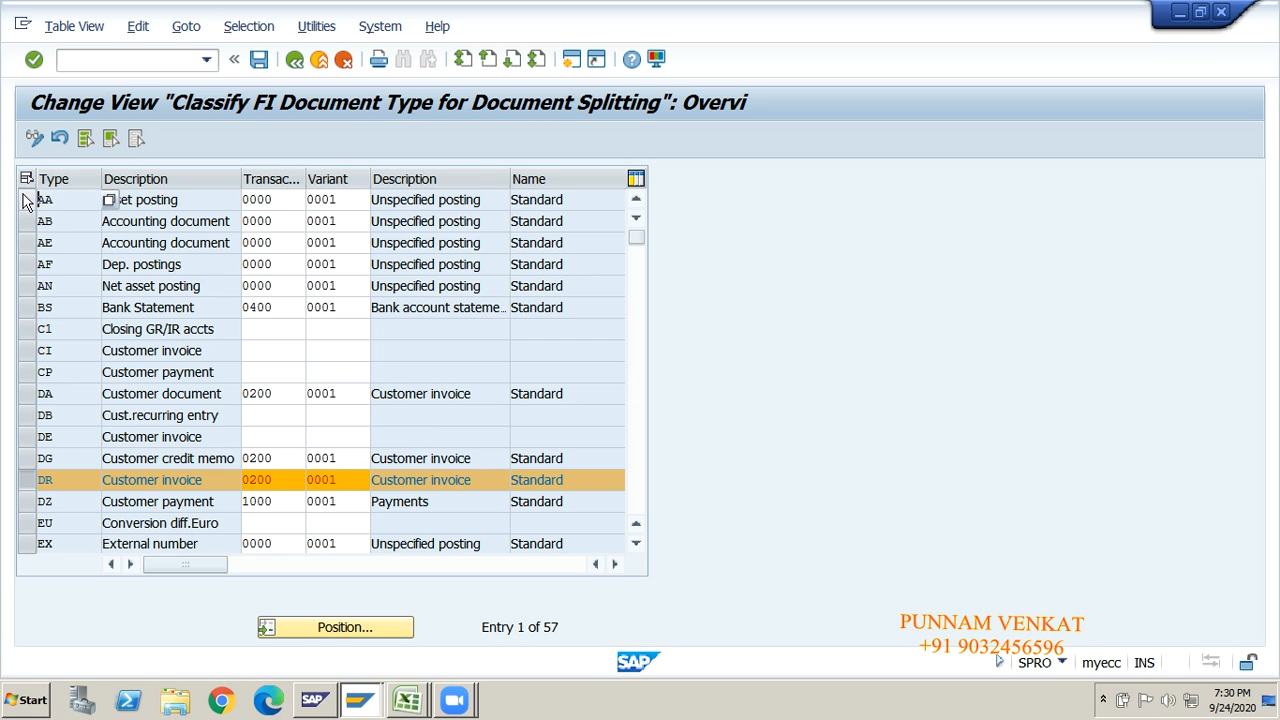 Table View Edit Goto Selection Utilities System Help
Change View "Classify FI Document Type for Document Splitting": Overvi
Type Description Transac... Variant Description Name
AA set posting 0000 0001 Unspecified posting Standard
AB Accounting document 0000 0001 Unspecified posting Standard
AE Accounting document 0000 0001 Unspecified posting Standard
AF Dep. postings 0000 0001 Unspecified posting Standard
AN Net asset posting 0000 0001 Unspecified posting Standard
BS Bank Statement 0400 0001 Bank account stateme... Standard
C1 Closing GR/IR accts
CI Customer invoice
CP Customer payment
DA Customer document 0200 0001 Customer invoice Standard
DB Cust.recurring entry
DE Customer invoice
DG Customer credit memo 0200 0001 Customer invoice Standard
DR Customer invoice 0200 0001 Customer invoice Standard
DZ Customer payment 1000 0001 Payments Standard
EU Conversion diff.Euro
EX External number 0000 0001 Unspecified posting Standard
Position... Entry 1 of 57
PUNNAM VENKAT
+91 9032456596
SAP SPRO myecc INS
Start SAP 7:30 PM
9/24/2020